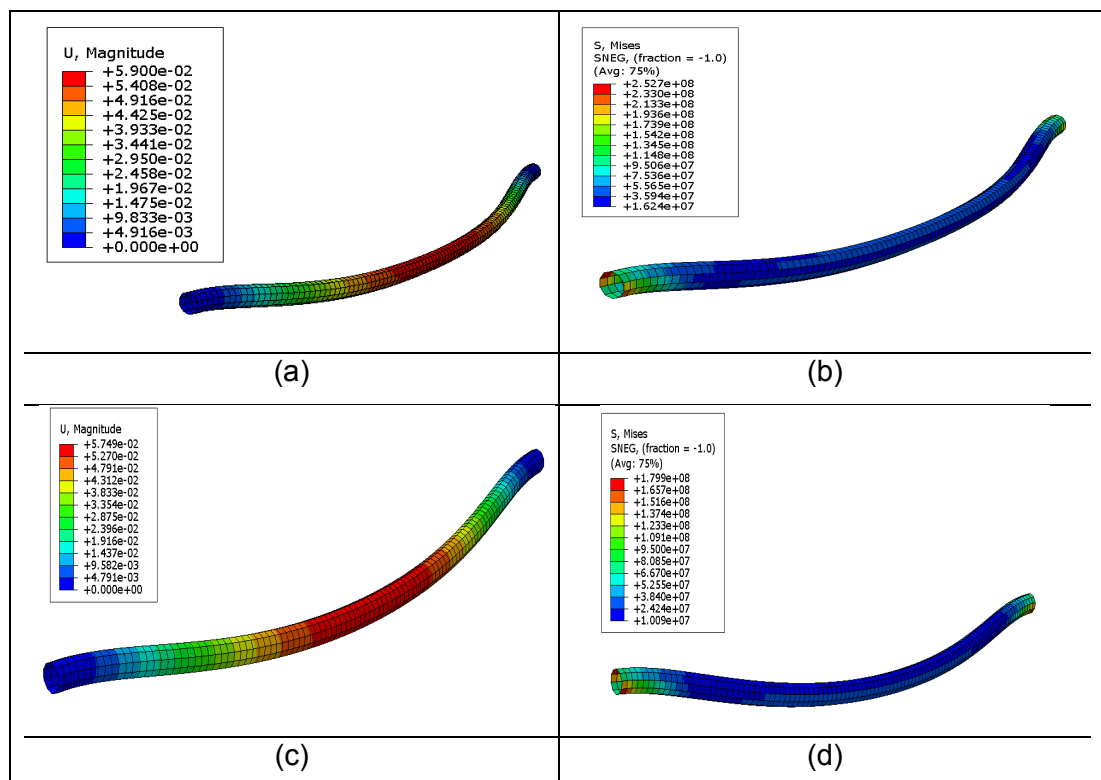 U, Magnitude
+5.900e-02
+5.408e-02
+4.916e-02
+4.425e-02
+3.933e-02
+3.441e-02
+2.950e-02
+2.458e-02
+1.967e-02
+1.475e-02
+9.833e-03
+4.916e-03
+0.000e+00
S, Mises
SNEG, (fraction = -1.0)
(Avg: 75%)
+2.527e+08
+2.330e+08
+2.133e+08
+1.936e+08
+1.739e+08
+1.542e+08
+1.345e+08
+1.148e+08
+9.506e+07
+7.536e+07
+5.565e+07
+3.594e+07
+1.624e+07
(a)
(b)
U, Magnitude
+5.749e-02
+5.270e-02
+4.791e-02
+4.312e-02
+3.833e-02
+3.354e-02
+2.875e-02
+2.396e-02
+1.916e-02
+1.437e-02
+9.582e-03
+4.791e-03
+0.000e+00
S, Mises
SNEG, (fraction = -1.0)
(Avg: 75%)
+1.799e+08
+1.657e+08
+1.516e+08
+1.374e+08
+1.233e+08
+1.091e+08
+9.500e+07
+8.085e+07
+6.670e+07
+5.255e+07
+3.840e+07
+2.424e+07
+1.009e+07
(c)
(d)